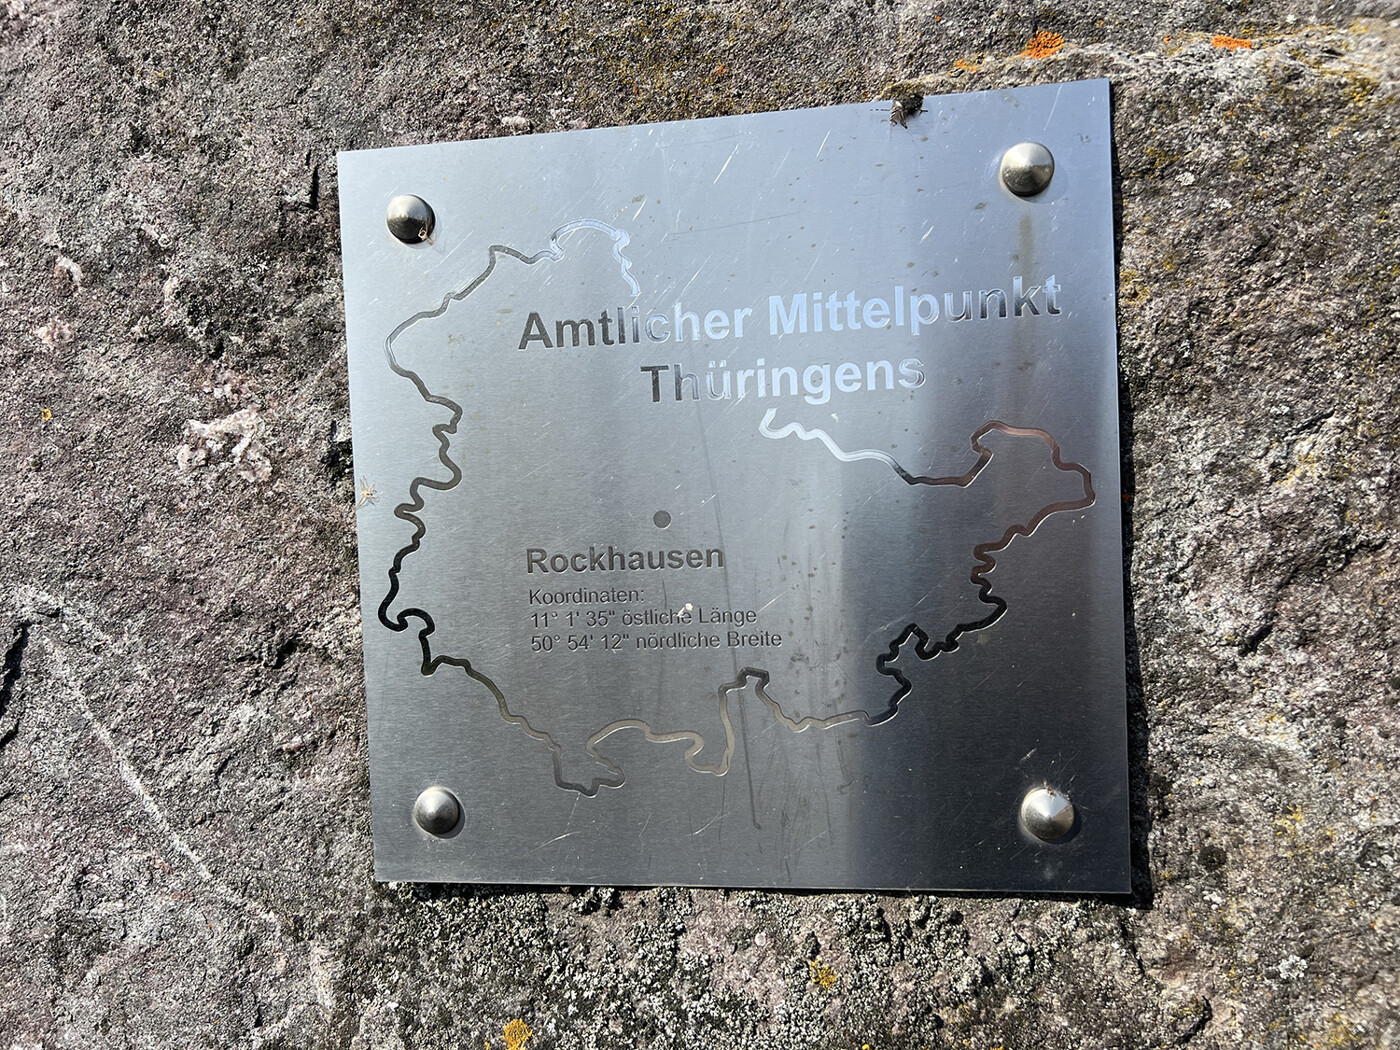 Amtlicher Mittelpunkt
Thüringens
Rockhausen
Koordinaten:
11° 1' 35" östliche Länge
50° 54' 12" nördliche Breite